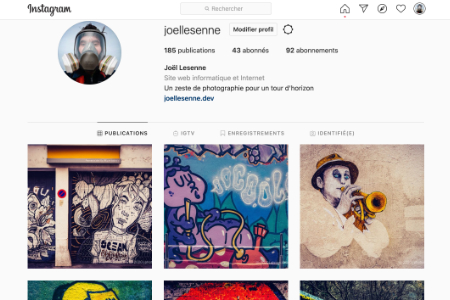 Instagram
Rechercher
joellesenne
Modifier profil
185 publications 43 abonnés 92 abonnements
Joël Lesenne
Site web informatique et Internet
Un zeste de photographie pour un tour d'horizon
joellesenne.dev
PUBLICATIONS IGTV ENREGISTREMENTS IDENTIFIÉ(E)
OCEAN